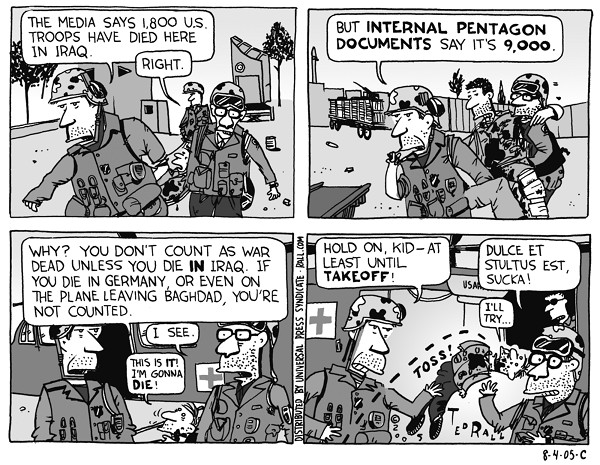 THE MEDIA SAYS 1,800 U.S.
TROOPS HAVE DIED HERE
IN IRAQ.
RIGHT.
BUT INTERNAL PENTAGON
DOCUMENTS SAY IT'S 9,000.
WHY? YOU DON'T COUNT AS WAR
DEAD UNLESS YOU DIE IN IRAQ. IF
YOU DIE IN GERMANY, OR EVEN ON
THE PLANE LEAVING BAGHDAD, YOU'RE
NOT COUNTED.
I SEE.
THIS IS IT!
I'M GONNA
DIE!
DISTRIBUTED BY UNIVERSAL PRESS SYNDICATE · RALL.COM
HOLD ON, KID—AT
LEAST UNTIL
TAKEOFF!
DULCE ET
STULTUS EST,
SUCKA!
USA
I'LL
TRY...
TOSS!
©2005
TED RALL
8-4-05-C